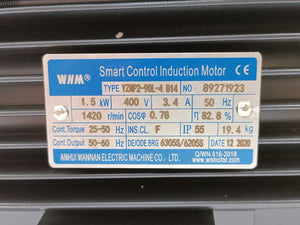 WNM® Smart Control Induction Motor CE
TYPE YZMP2-90L-4 B14 NO 89271923
1.5 kW 400 V 3.4 A 50 Hz
1420 r/min COSφ 0.78 η 82.8 %
Cont.Torque 25-50 Hz INS.CL. F IP 55 19.4 kg
Cont.Output 50-60 Hz DE/ODE BRG 6305S/6205S DATE 12 2020
ANHUI WANNAN ELECTRIC MACHINE CO., LTD. Q/WN.616-2018
www.wnmotor.com